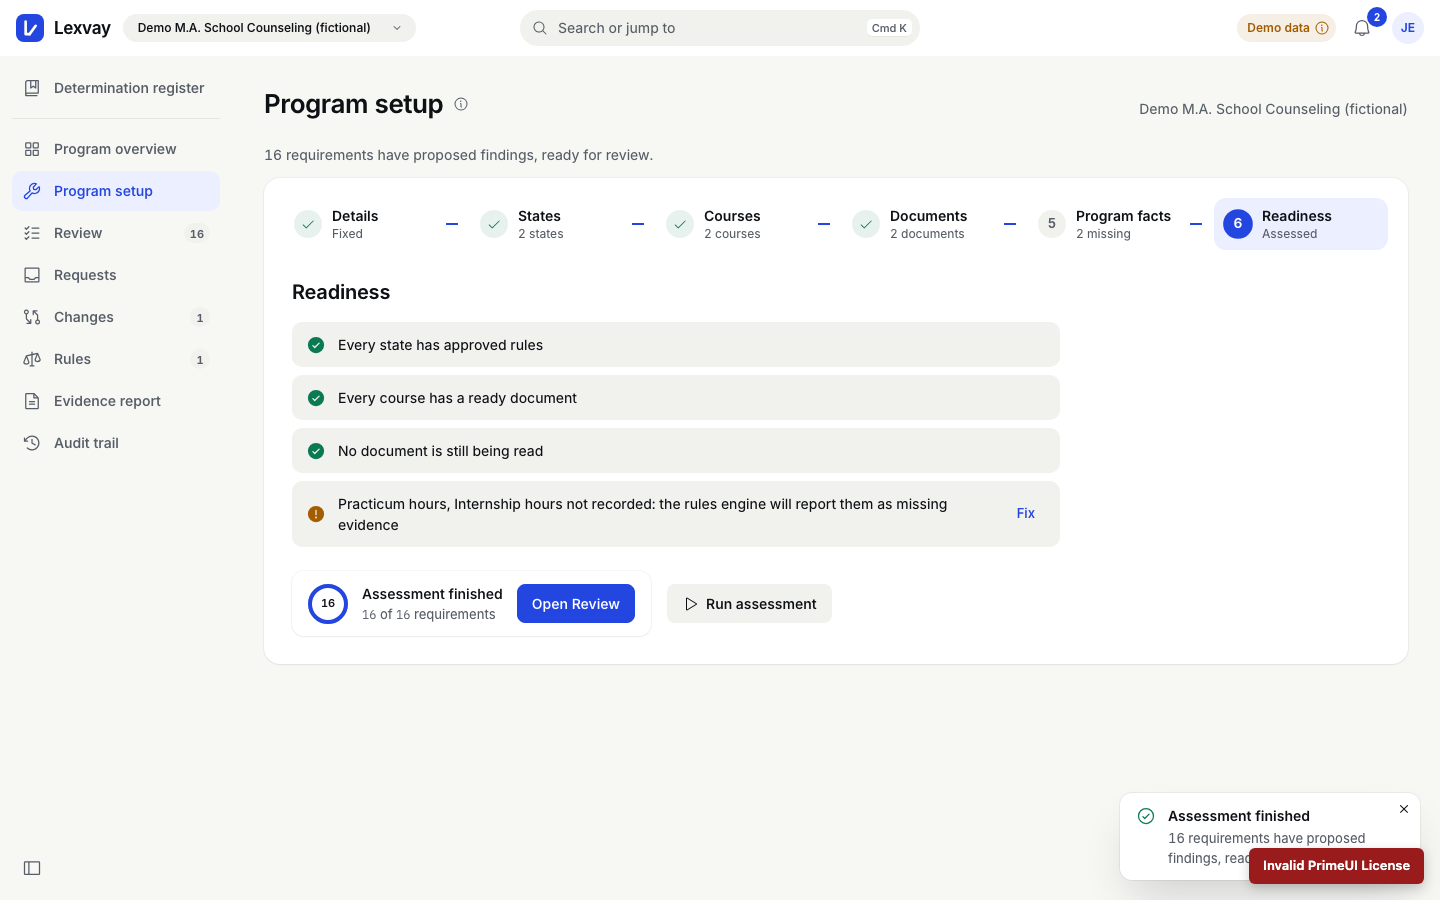 Lexvay
Demo M.A. School Counseling (fictional)
Search or jump to
Cmd K
Demo data
2
JE
Determination register
Program overview
Program setup
Review
16
Requests
Changes
1
Rules
1
Evidence report
Audit trail
Program setup
Demo M.A. School Counseling (fictional)
16 requirements have proposed findings, ready for review.
Details
Fixed
States
2 states
Courses
2 courses
Documents
2 documents
5
Program facts
2 missing
6
Readiness
Assessed
Readiness
Every state has approved rules
Every course has a ready document
No document is still being read
Practicum hours, Internship hours not recorded: the rules engine will report them as missing
evidence
Fix
16
Assessment finished
16 of 16 requirements
Open Review
Run assessment
Assessment finished
16 requirements have proposed
findings,
Invalid PrimeUI License